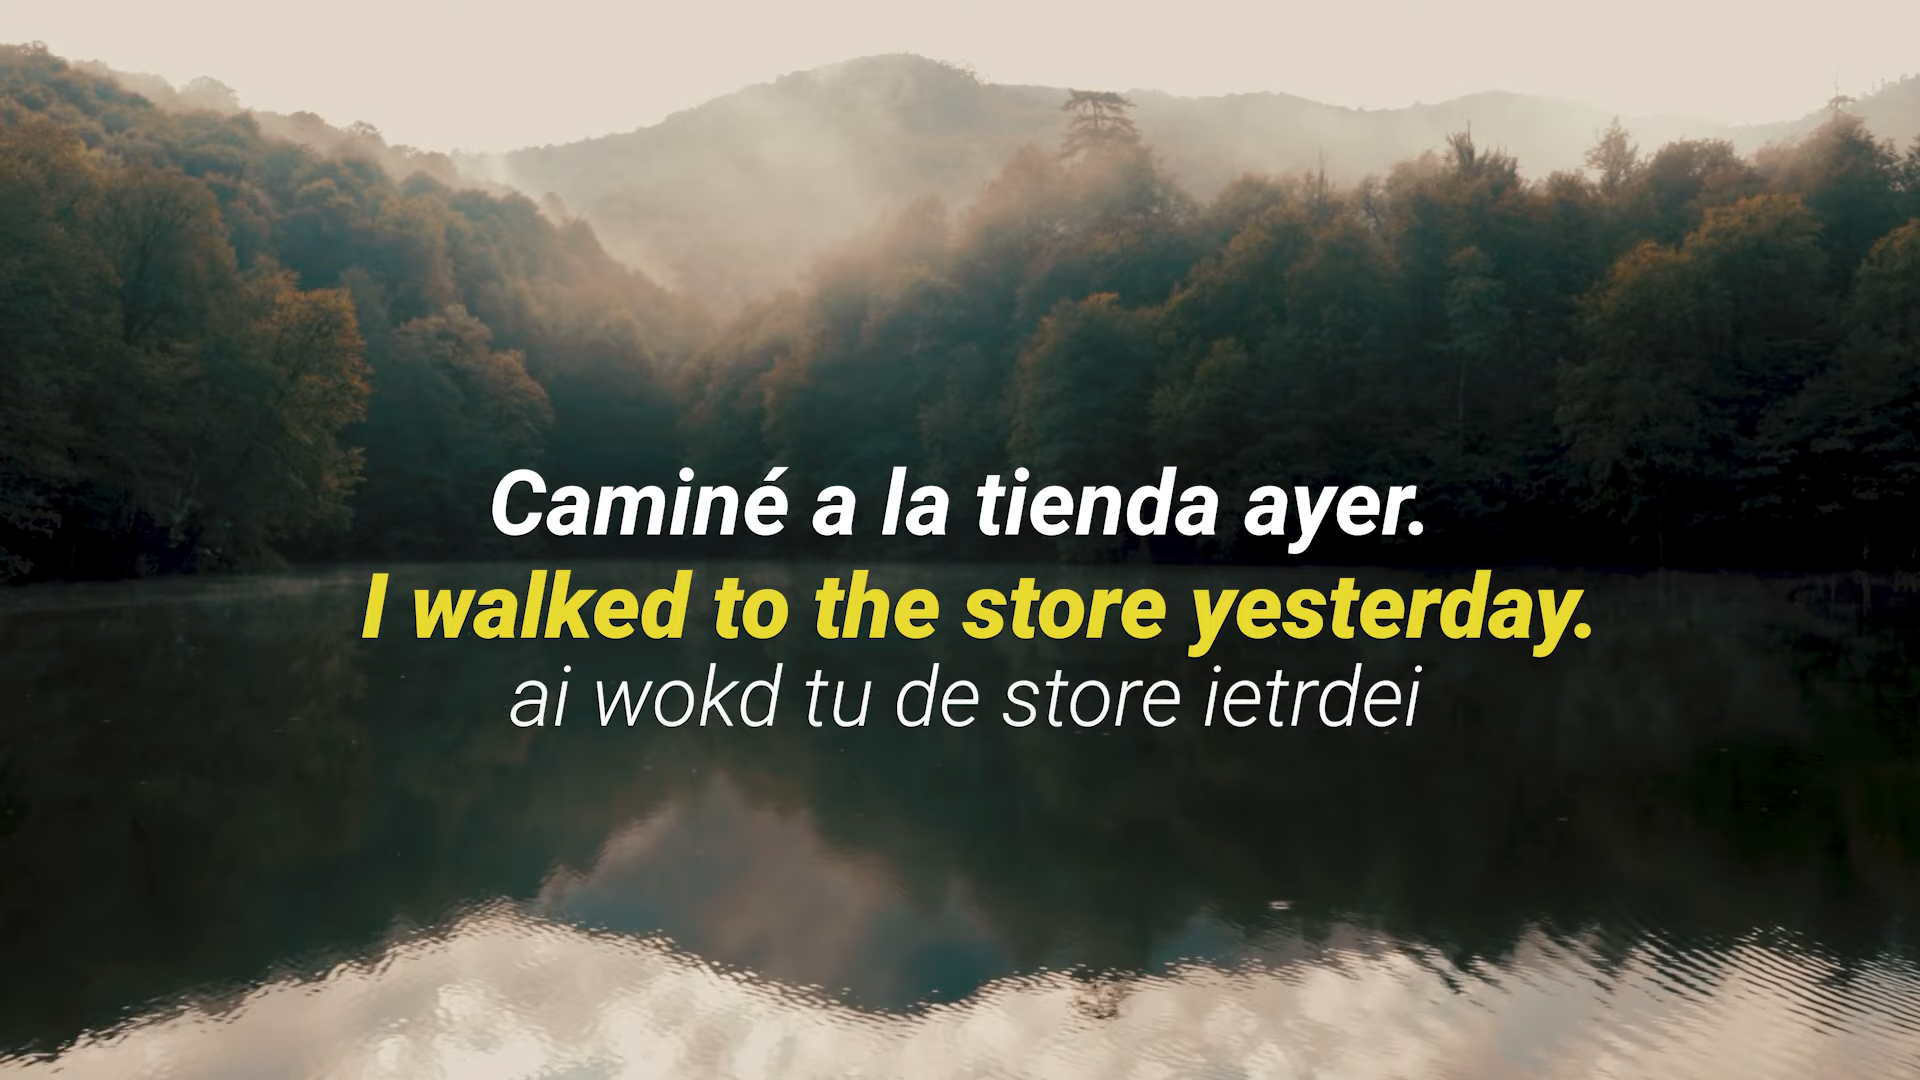 Caminé a la tienda ayer.
I walked to the store yesterday.
ai wokd tu de store ietrdei